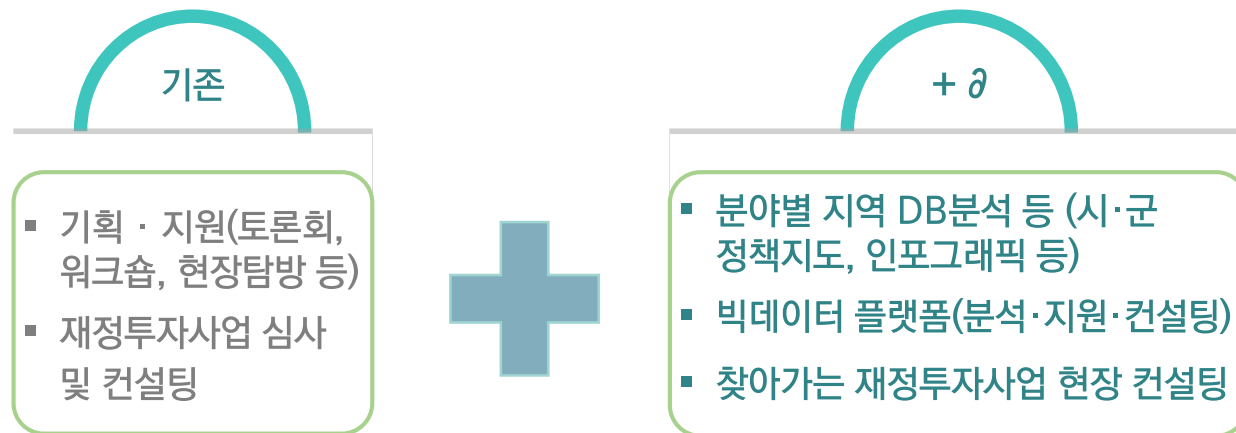 기존
▪ 기획 · 지원(토론회,
워크숍, 현장탐방 등)
▪ 재정투자사업 심사
및 컨설팅
+ ∂
▪ 분야별 지역 DB분석 등 (시·군
정책지도, 인포그래픽 등)
▪ 빅데이터 플랫폼(분석·지원·컨설팅)
▪ 찾아가는 재정투자사업 현장 컨설팅